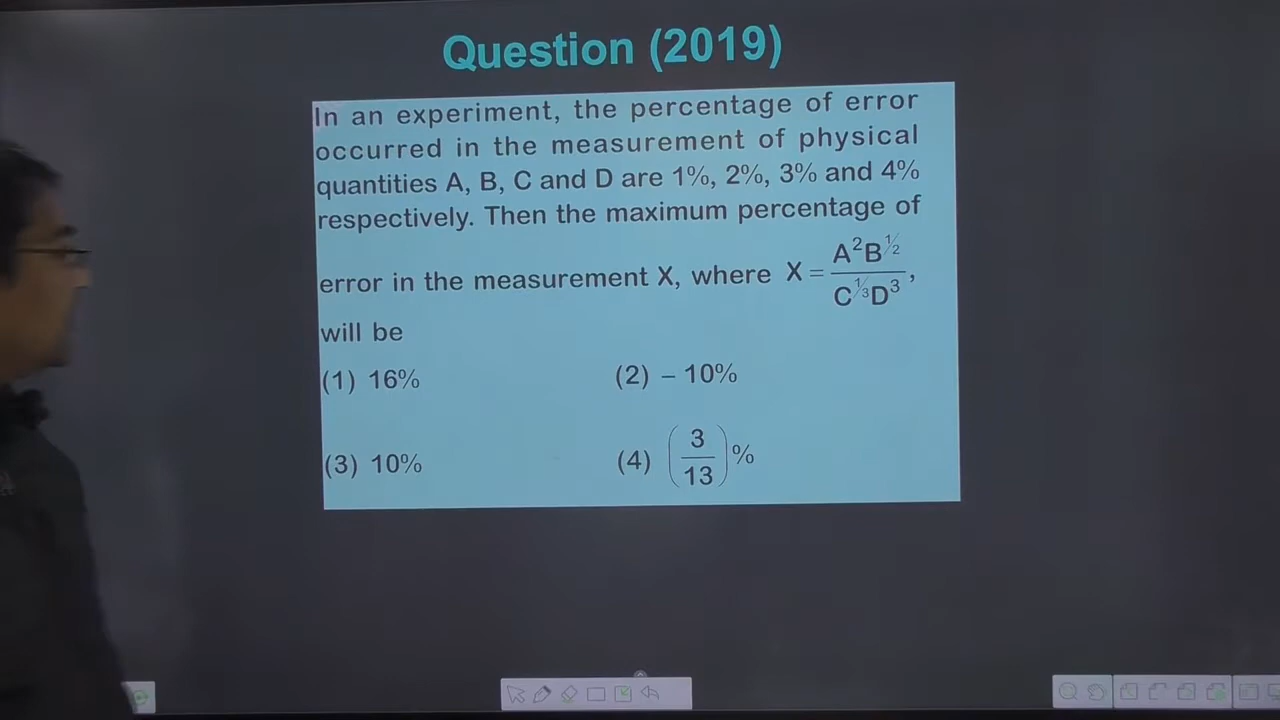 Question (2019)
In an experiment, the percentage of error
occurred in the measurement of physical
quantities A, B, C and D are 1%, 2%, 3% and 4%
respectively. Then the maximum percentage of
error in the measurement X, where X = A²B^½ / C^⅓D³,
will be
(1) 16%
(2) – 10%
(3) 10%
(4) (3/13)%